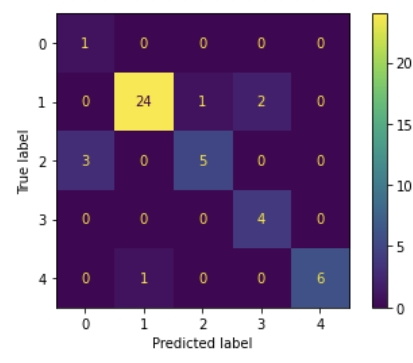 0 1 0 0 0 0
20
1 0 24 1 2 0
15
True label
2 3 0 5 0 0
10
3 0 0 0 4 0
5
4 0 1 0 0 6
0
0 1 2 3 4
Predicted label